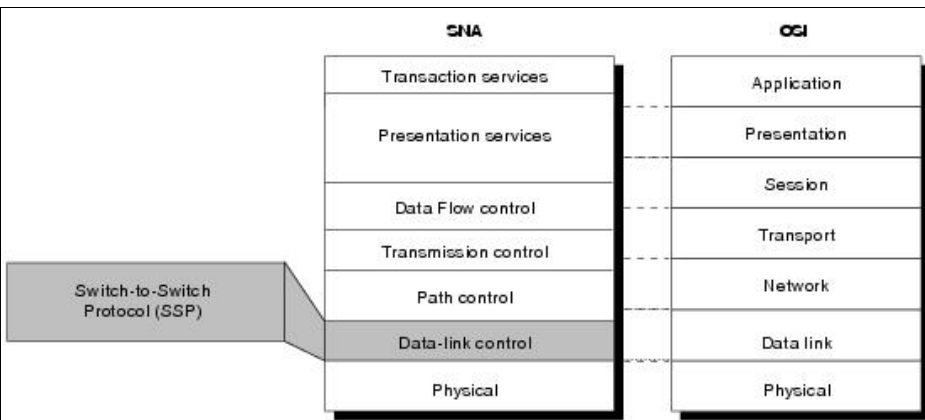 SNA
OSI
Transaction services
Presentation services
Data Flow control
Transmission control
Path control
Data-link control
Physical
Application
Presentation
Session
Transport
Network
Data link
Physical
Switch-to-Switch
Protocol (SSP)